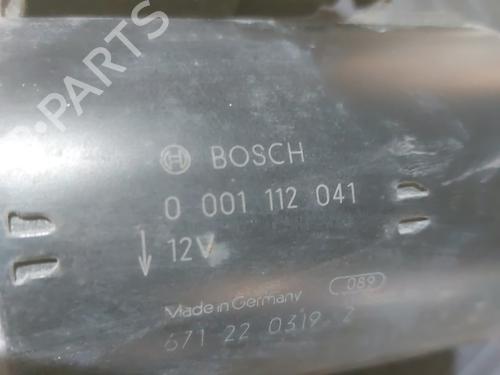 B-PARTS
BOSCH
0 001 112 041
12V
089
Made in Germany
671 22 0319 2